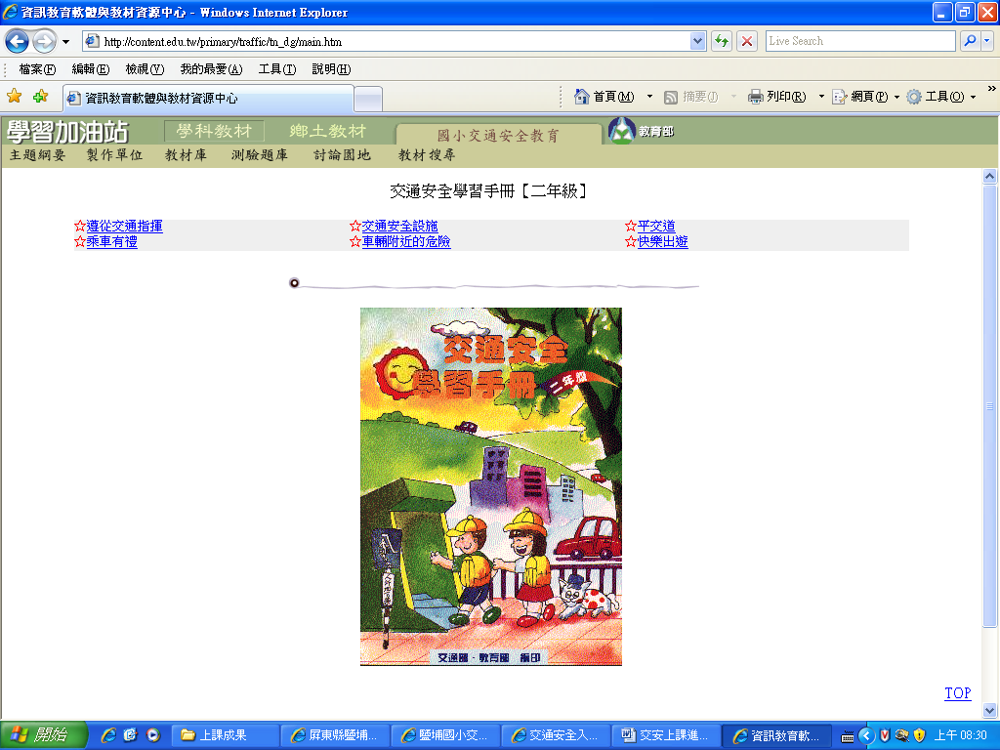 資訊教育軟體與教材資源中心 - Windows Internet Explorer
http://content.edu.tw/primary/traffic/tn_dg/main.htm
Live Search
檔案(F) 編輯(E) 檢視(V) 我的最愛(A) 工具(T) 說明(H)
資訊教育軟體與教材資源中心
首頁(M) 摘要(J) 列印(R) 網頁(P) 工具(O) »
學習加油站 學科教材 鄉土教材 國小交通安全教育 教育部
主題綱要 製作單位 教材庫 測驗題庫 討論園地 教材搜尋
交通安全學習手冊【二年級】
☆遵從交通指揮 ☆交通安全設施 ☆平交道
☆乘車有禮 ☆車輛附近的危險 ☆快樂出遊
交通安全
學習手冊 二年級
交通部·教育部 編印
TOP
開始 上課成果 屏東縣鹽埔... 鹽埔國小交... 交通安全入... 交安上課進... 資訊教育軟... 上午 08:30